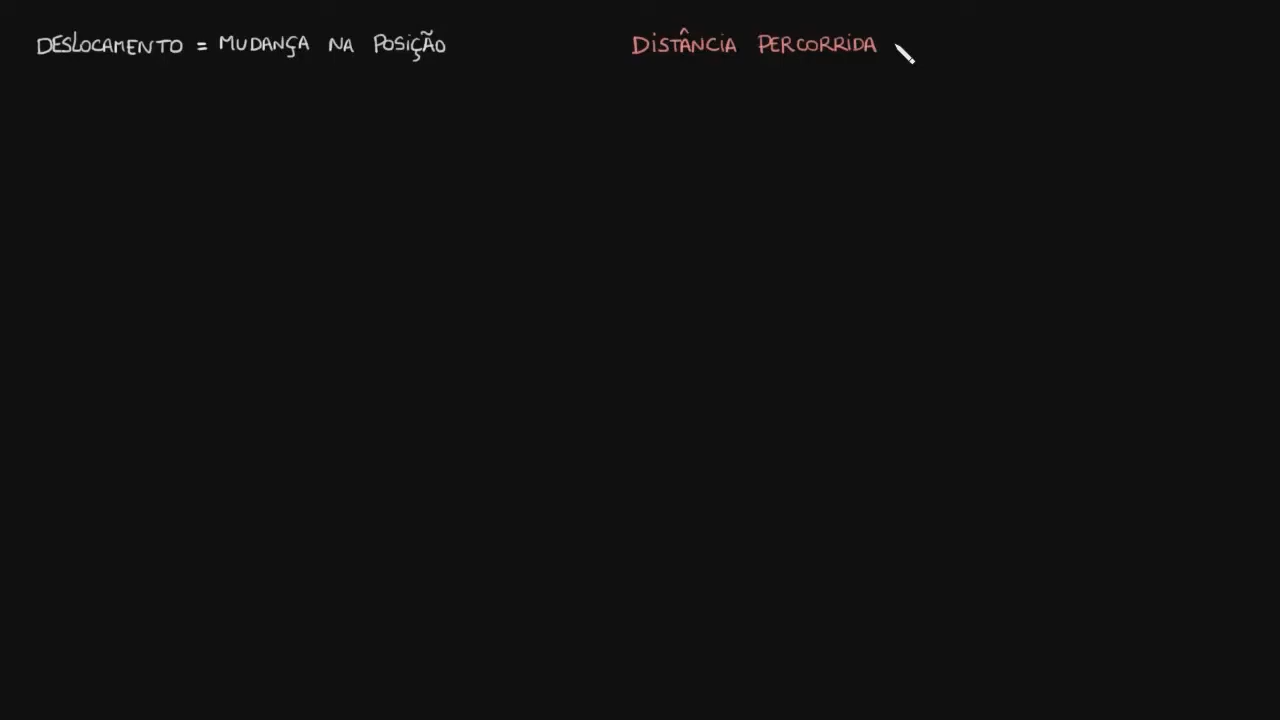 DESLOCAMENTO = MUDANÇA NA POSIÇÃO
DISTÂNCIA PERCORRIDA